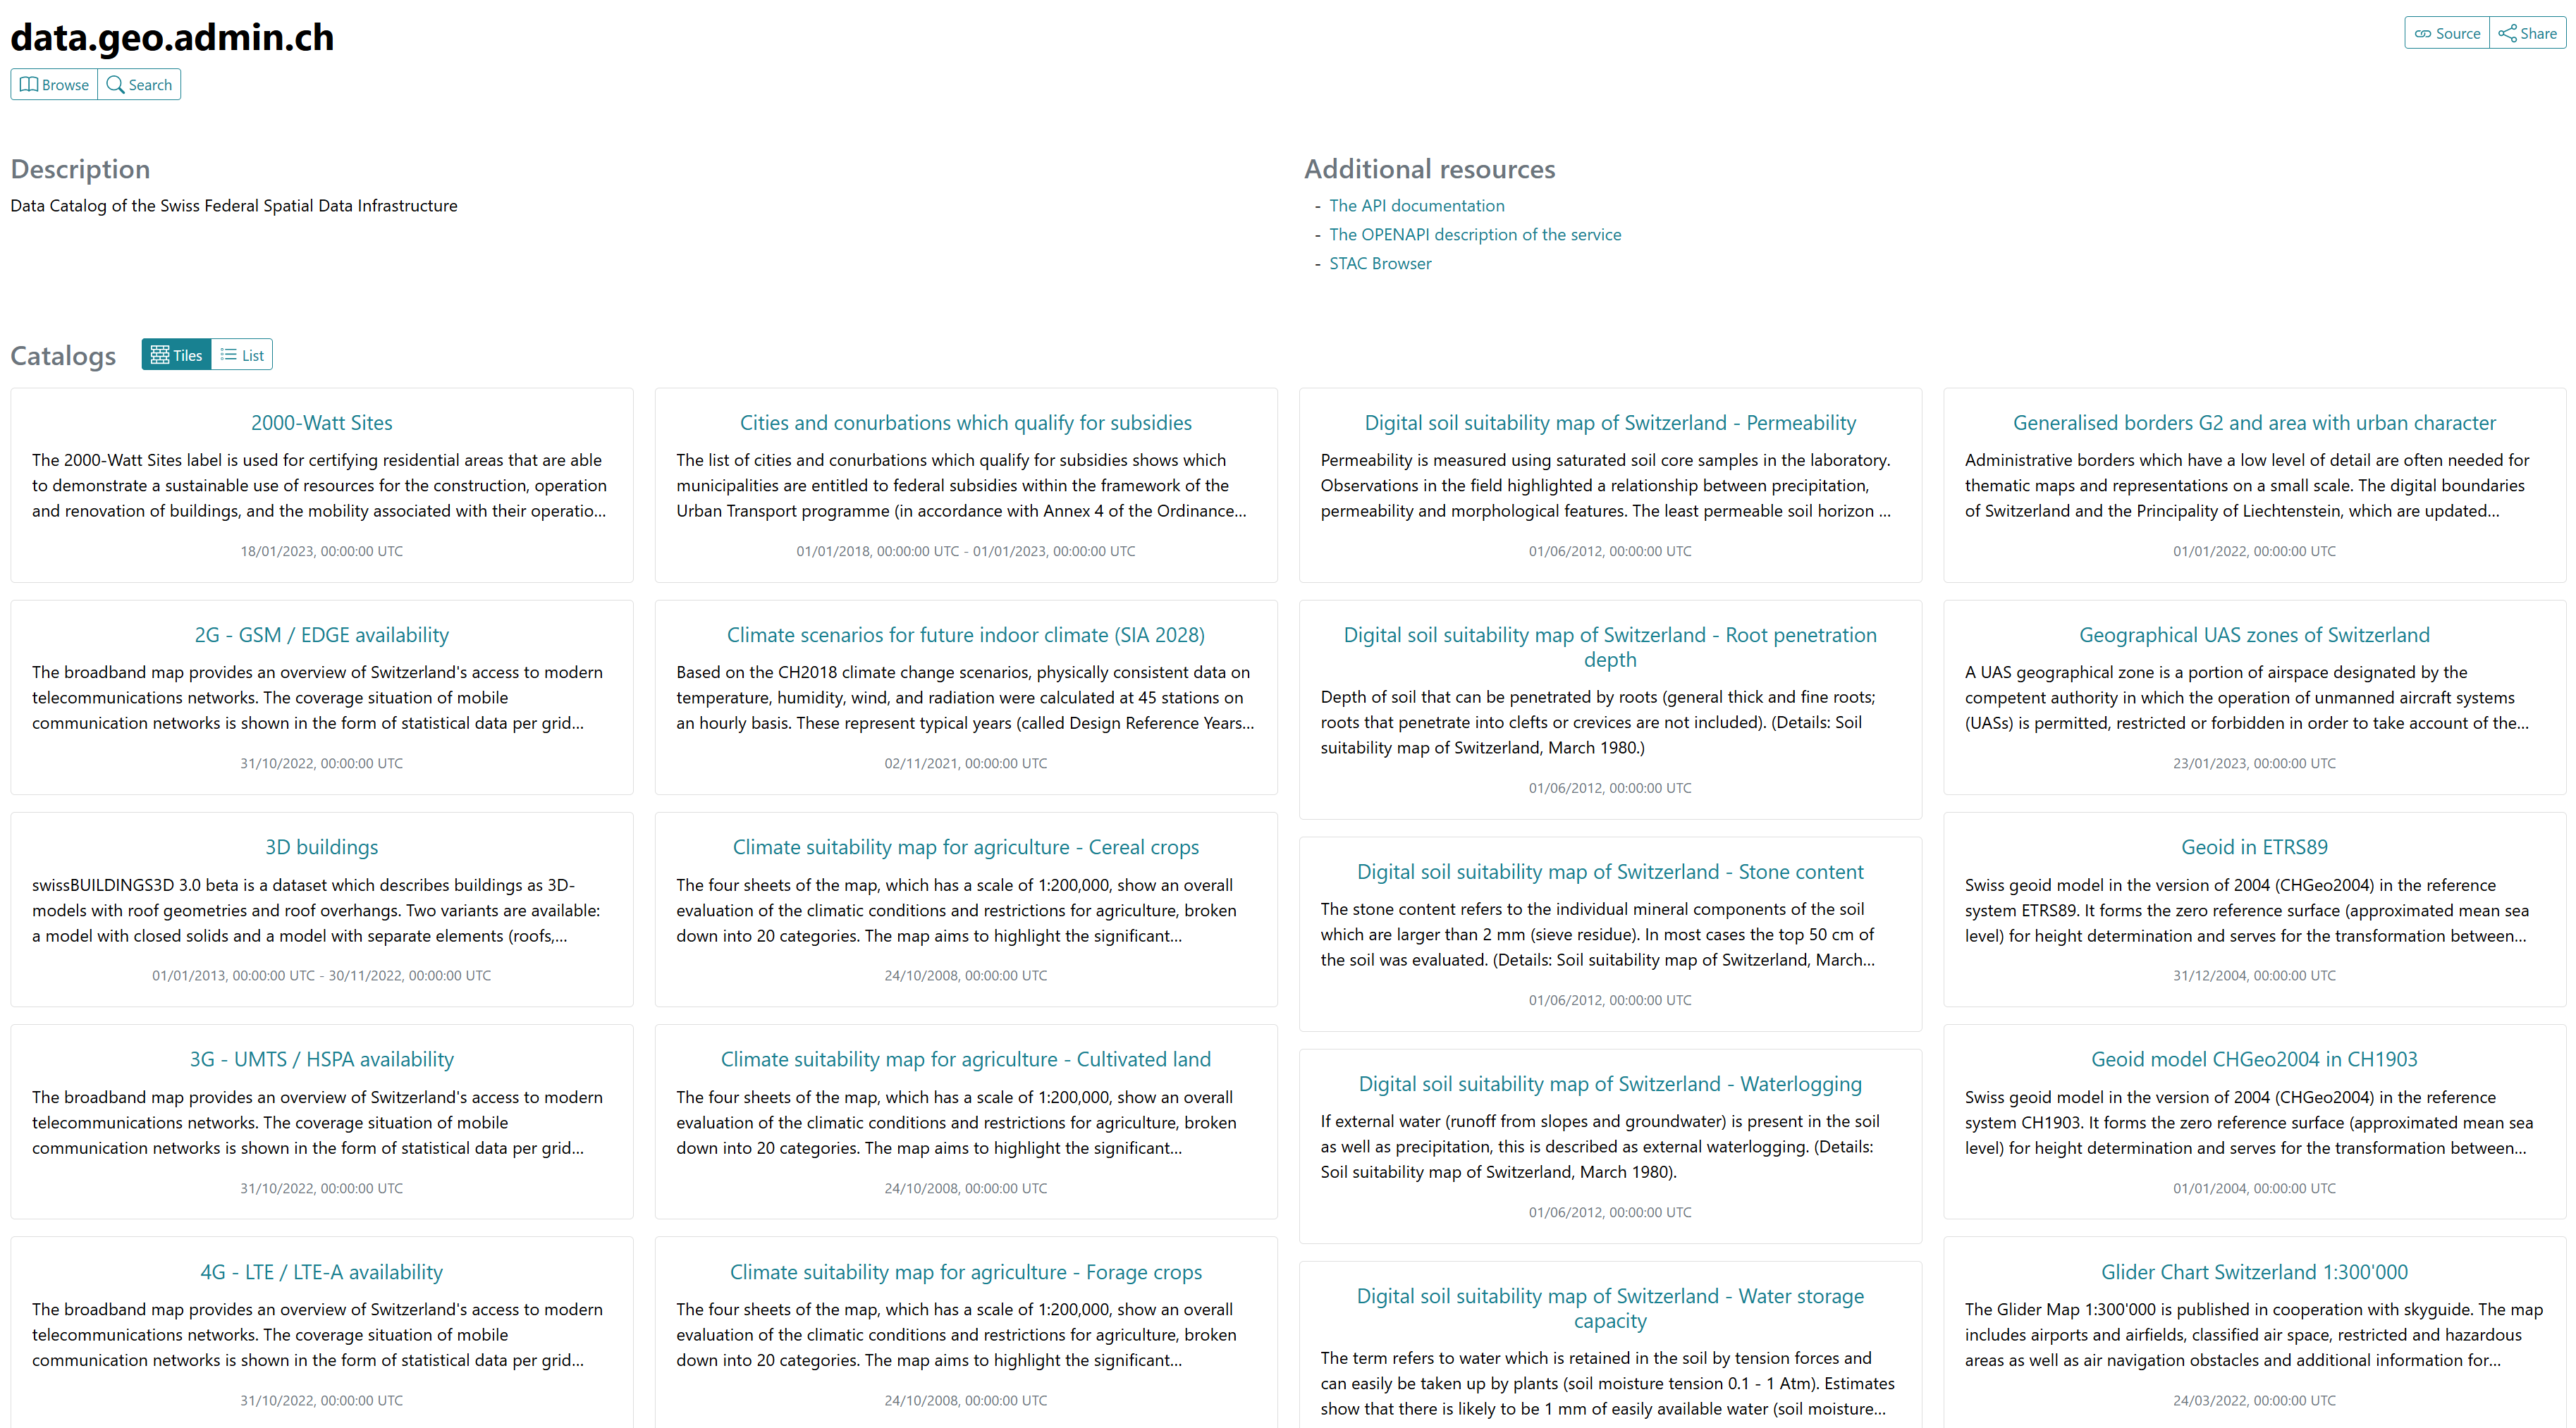 data.geo.admin.ch
Source
Share
Browse
Search
Description
Data Catalog of the Swiss Federal Spatial Data Infrastructure
Additional resources
- The API documentation
- The OPENAPI description of the service
- STAC Browser
Catalogs
Tiles
List
2000-Watt Sites
The 2000-Watt Sites label is used for certifying residential areas that are able
to demonstrate a sustainable use of resources for the construction, operation
and renovation of buildings, and the mobility associated with their operatio...
18/01/2023, 00:00:00 UTC
2G - GSM / EDGE availability
The broadband map provides an overview of Switzerland's access to modern
telecommunications networks. The coverage situation of mobile
communication networks is shown in the form of statistical data per grid...
31/10/2022, 00:00:00 UTC
3D buildings
swissBUILDINGS3D 3.0 beta is a dataset which describes buildings as 3D-
models with roof geometries and roof overhangs. Two variants are available:
a model with closed solids and a model with separate elements (roofs,...
01/01/2013, 00:00:00 UTC - 30/11/2022, 00:00:00 UTC
3G - UMTS / HSPA availability
The broadband map provides an overview of Switzerland's access to modern
telecommunications networks. The coverage situation of mobile
communication networks is shown in the form of statistical data per grid...
31/10/2022, 00:00:00 UTC
4G - LTE / LTE-A availability
The broadband map provides an overview of Switzerland's access to modern
telecommunications networks. The coverage situation of mobile
communication networks is shown in the form of statistical data per grid...
31/10/2022, 00:00:00 UTC
Cities and conurbations which qualify for subsidies
The list of cities and conurbations which qualify for subsidies shows which
municipalities are entitled to federal subsidies within the framework of the
Urban Transport programme (in accordance with Annex 4 of the Ordinance...
01/01/2018, 00:00:00 UTC - 01/01/2023, 00:00:00 UTC
Climate scenarios for future indoor climate (SIA 2028)
Based on the CH2018 climate change scenarios, physically consistent data on
temperature, humidity, wind, and radiation were calculated at 45 stations on
an hourly basis. These represent typical years (called Design Reference Years...
02/11/2021, 00:00:00 UTC
Climate suitability map for agriculture - Cereal crops
The four sheets of the map, which has a scale of 1:200,000, show an overall
evaluation of the climatic conditions and restrictions for agriculture, broken
down into 20 categories. The map aims to highlight the significant...
24/10/2008, 00:00:00 UTC
Climate suitability map for agriculture - Cultivated land
The four sheets of the map, which has a scale of 1:200,000, show an overall
evaluation of the climatic conditions and restrictions for agriculture, broken
down into 20 categories. The map aims to highlight the significant...
24/10/2008, 00:00:00 UTC
Climate suitability map for agriculture - Forage crops
The four sheets of the map, which has a scale of 1:200,000, show an overall
evaluation of the climatic conditions and restrictions for agriculture, broken
down into 20 categories. The map aims to highlight the significant...
24/10/2008, 00:00:00 UTC
Digital soil suitability map of Switzerland - Permeability
Permeability is measured using saturated soil core samples in the laboratory.
Observations in the field highlighted a relationship between precipitation,
permeability and morphological features. The least permeable soil horizon ...
01/06/2012, 00:00:00 UTC
Digital soil suitability map of Switzerland - Root penetration
depth
Depth of soil that can be penetrated by roots (general thick and fine roots;
roots that penetrate into clefts or crevices are not included). (Details: Soil
suitability map of Switzerland, March 1980.)
01/06/2012, 00:00:00 UTC
Digital soil suitability map of Switzerland - Stone content
The stone content refers to the individual mineral components of the soil
which are larger than 2 mm (sieve residue). In most cases the top 50 cm of
the soil was evaluated. (Details: Soil suitability map of Switzerland, March...
01/06/2012, 00:00:00 UTC
Digital soil suitability map of Switzerland - Waterlogging
If external water (runoff from slopes and groundwater) is present in the soil
as well as precipitation, this is described as external waterlogging. (Details:
Soil suitability map of Switzerland, March 1980).
01/06/2012, 00:00:00 UTC
Digital soil suitability map of Switzerland - Water storage
capacity
The term refers to water which is retained in the soil by tension forces and
can easily be taken up by plants (soil moisture tension 0.1 - 1 Atm). Estimates
show that there is likely to be 1 mm of easily available water (soil moisture...
Generalised borders G2 and area with urban character
Administrative borders which have a low level of detail are often needed for
thematic maps and representations on a small scale. The digital boundaries
of Switzerland and the Principality of Liechtenstein, which are updated...
01/01/2022, 00:00:00 UTC
Geographical UAS zones of Switzerland
A UAS geographical zone is a portion of airspace designated by the
competent authority in which the operation of unmanned aircraft systems
(UASs) is permitted, restricted or forbidden in order to take account of the...
23/01/2023, 00:00:00 UTC
Geoid in ETRS89
Swiss geoid model in the version of 2004 (CHGeo2004) in the reference
system ETRS89. It forms the zero reference surface (approximated mean sea
level) for height determination and serves for the transformation between...
31/12/2004, 00:00:00 UTC
Geoid model CHGeo2004 in CH1903
Swiss geoid model in the version of 2004 (CHGeo2004) in the reference
system CH1903. It forms the zero reference surface (approximated mean sea
level) for height determination and serves for the transformation between...
01/01/2004, 00:00:00 UTC
Glider Chart Switzerland 1:300'000
The Glider Map 1:300'000 is published in cooperation with skyguide. The map
includes airports and airfields, classified air space, restricted and hazardous
areas as well as air navigation obstacles and additional information for...
24/03/2022, 00:00:00 UTC